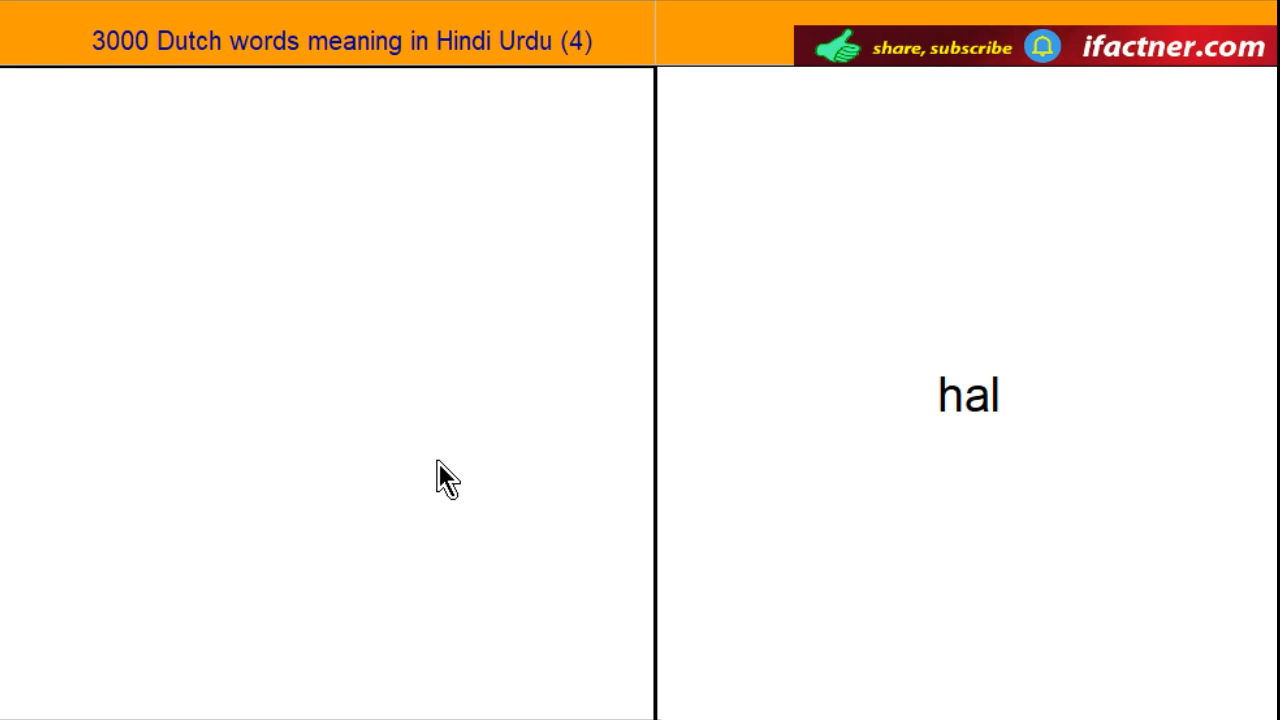 3000 Dutch words meaning in Hindi Urdu (4)
share, subscribe
ifactner.com
hal